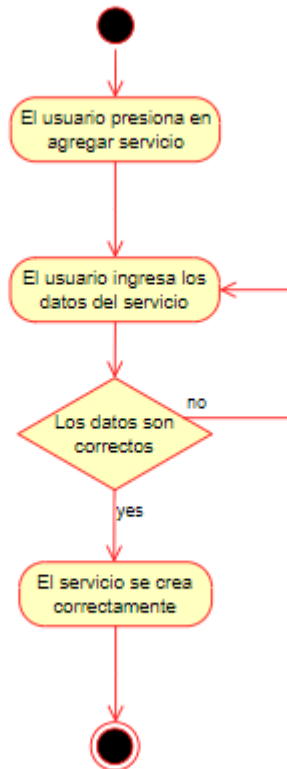 El usuario presiona en
agregar servicio
El usuario ingresa los
datos del servicio
Los datos son
correctos
no
yes
El servicio se crea
correctamente